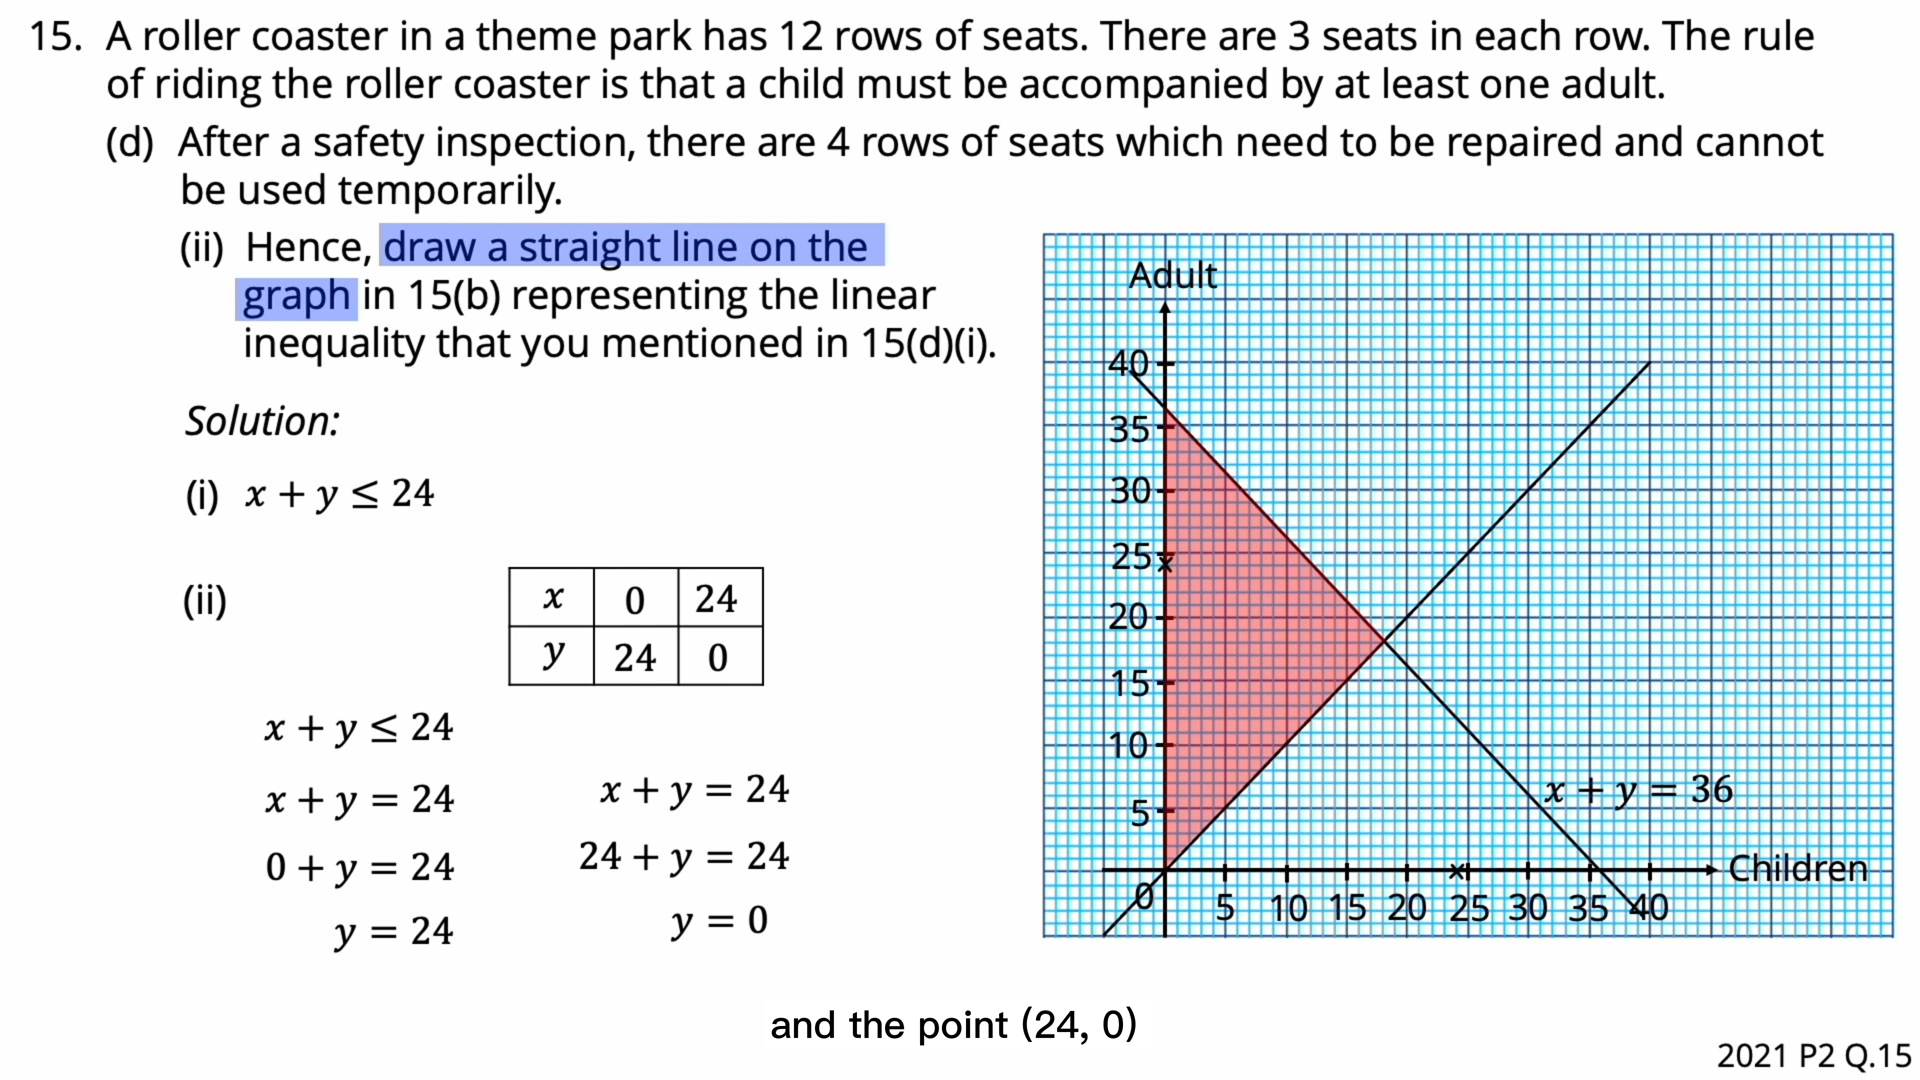 15. A roller coaster in a theme park has 12 rows of seats. There are 3 seats in each row. The rule
of riding the roller coaster is that a child must be accompanied by at least one adult.
(d) After a safety inspection, there are 4 rows of seats which need to be repaired and cannot
be used temporarily.
(ii) Hence, draw a straight line on the
graph in 15(b) representing the linear
inequality that you mentioned in 15(d)(i).
Solution:
(i) x + y ≤ 24
(ii)
x 0 24
y 24 0
x + y ≤ 24
x + y = 24
0 + y = 24
y = 24
x + y = 24
24 + y = 24
y = 0
Adult
40
35
30
25
20
15
10
5
0
5 10 15 20 25 30 35 40
Children
x + y = 36
and the point (24, 0)
2021 P2 Q.15